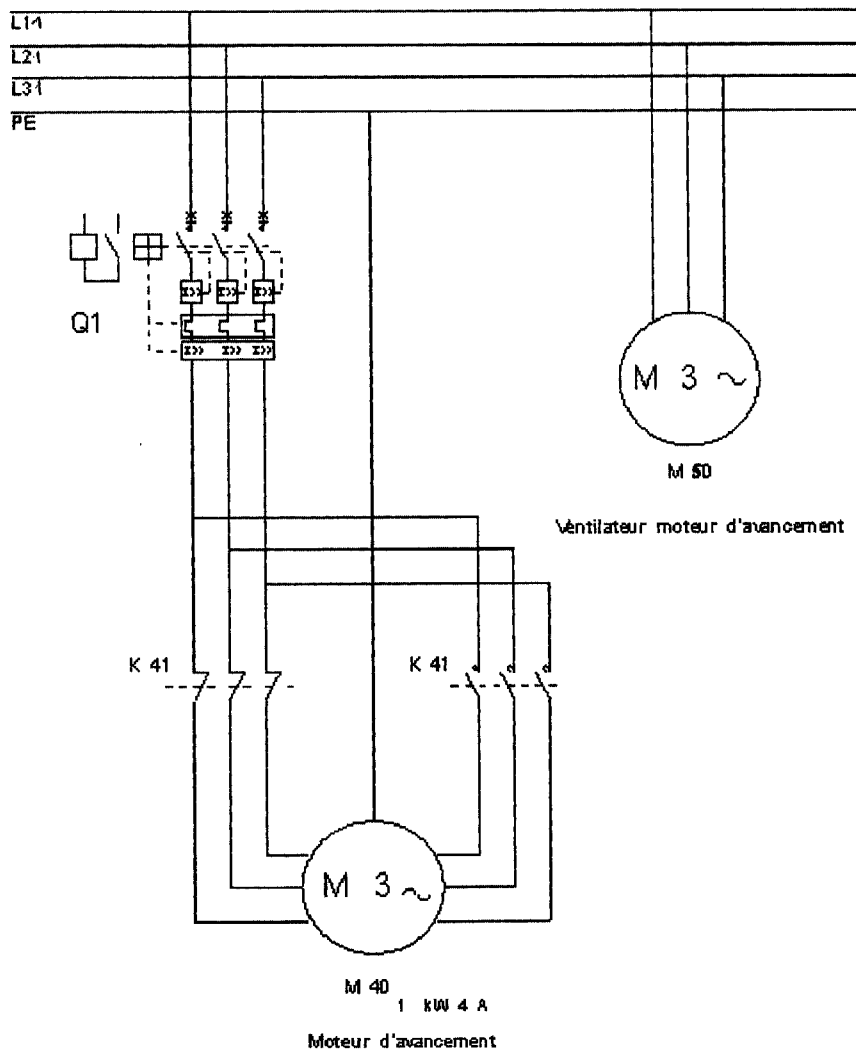 L11
L21
L31
PE
Q1
M 3 ~
M 50
Ventilateur moteur d'avancement
K 41
K 41
M 3 ~
M 40
1 kW 4 A
Moteur d'avancement